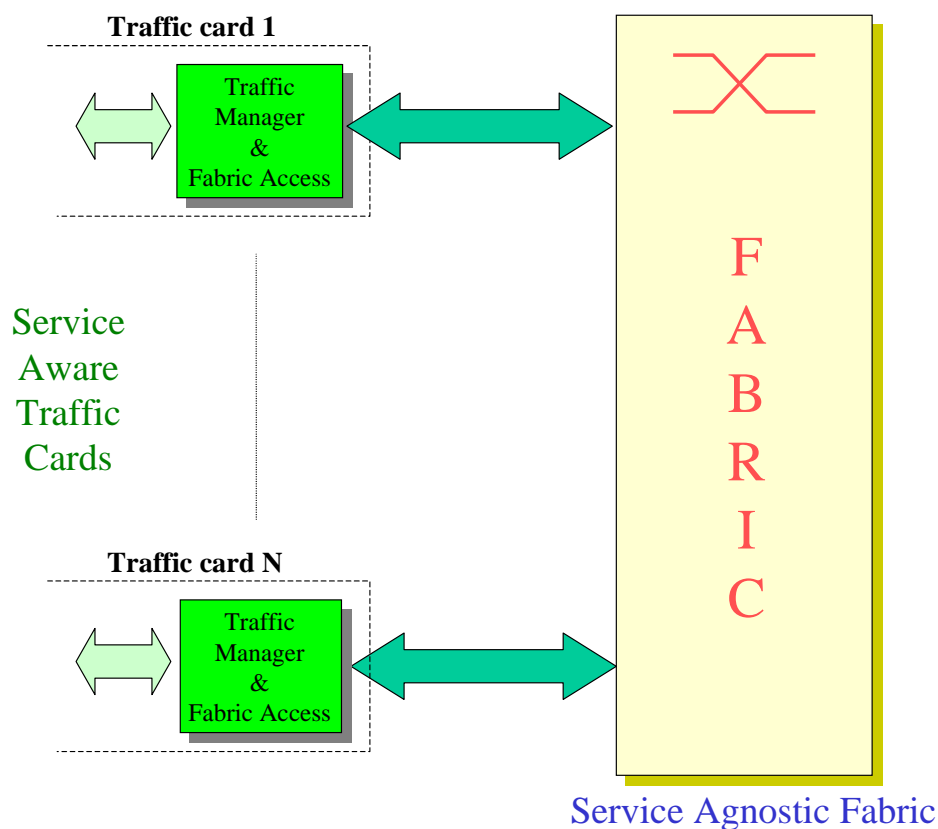 Traffic card 1
Traffic
Manager
&
Fabric Access
Service
Aware
Traffic
Cards
F
A
B
R
I
C
Traffic card N
Traffic
Manager
&
Fabric Access
Service Agnostic Fabric